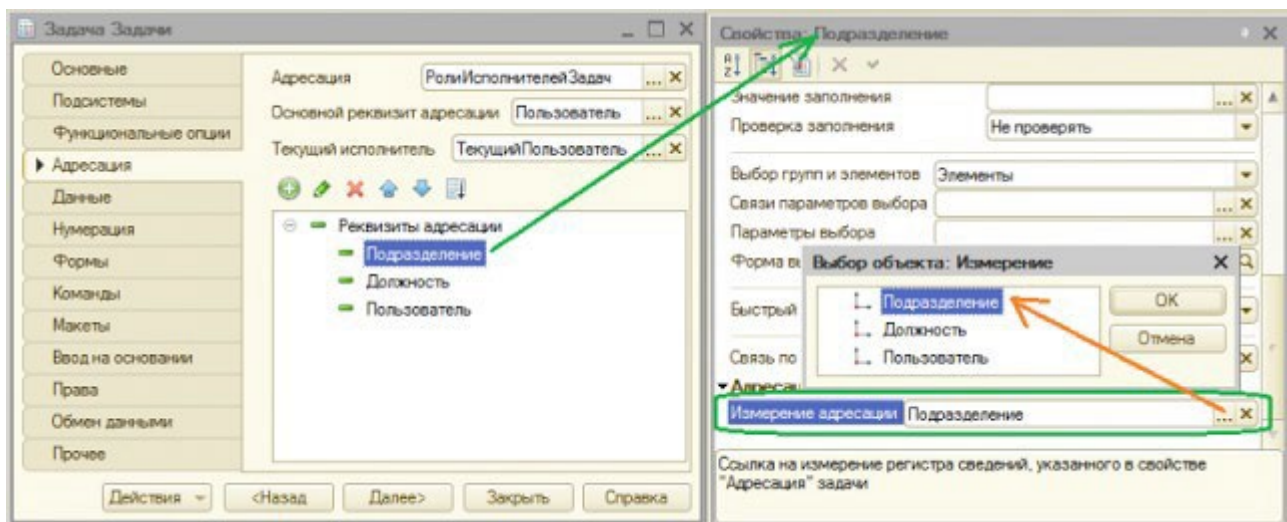 Задача Задачи
Основные
Подсистемы
Функциональные опции
Адресация
Данные
Нумерация
Формы
Команды
Макеты
Ввод на основании
Права
Обмен данными
Прочее
Адресация РолиИсполнителейЗадач ...
Основной реквизит адресации Пользователь ...
Текущий исполнитель ТекущийПользователь ...
Реквизиты адресации
Подразделение
Должность
Пользователь
Действия <Назад Далее> Закрыть Справка
Свойства: Подразделение
Значение заполнения ...
Проверка заполнения Не проверять
Выбор групп и элементов Элементы
Связи параметров выбора ...
Параметры выбора ...
Форма
Выбор объекта: Измерение
Подразделение
Должность
Пользователь
OK
Отмена
Быстрый
Связь по
Измерение адресации Подразделение ...
Ссылка на измерение регистра сведений, указанного в свойстве
"Адресация" задачи